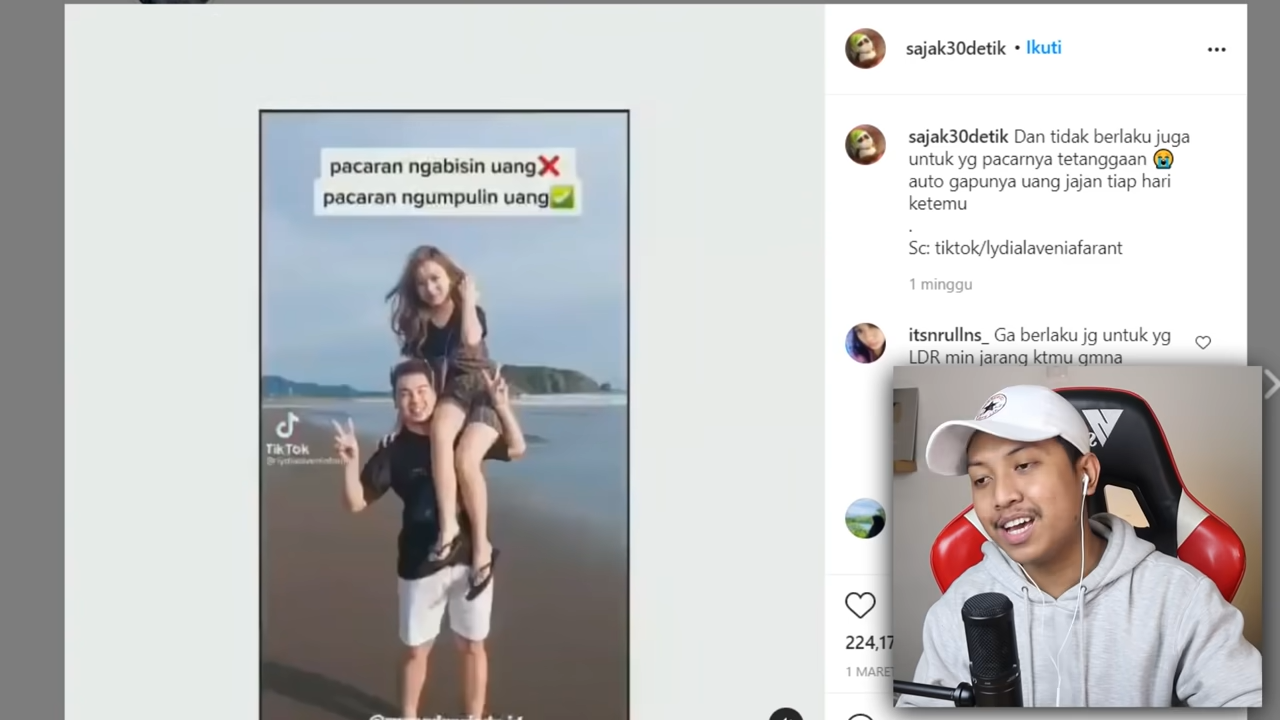 sajak30detik • Ikuti
pacaran ngabisin uang❌
pacaran ngumpulin uang✅
TikTok
sajak30detik Dan tidak berlaku juga
untuk yg pacarnya tetanggaan 😭
auto gapunya uang jajan tiap hari
ketemu
.
Sc: tiktok/lydialaveniafarant
1 minggu
itsnrullns_ Ga berlaku jg untuk yg
LDR min jarang ktmu gmna
224,17
1 MARE